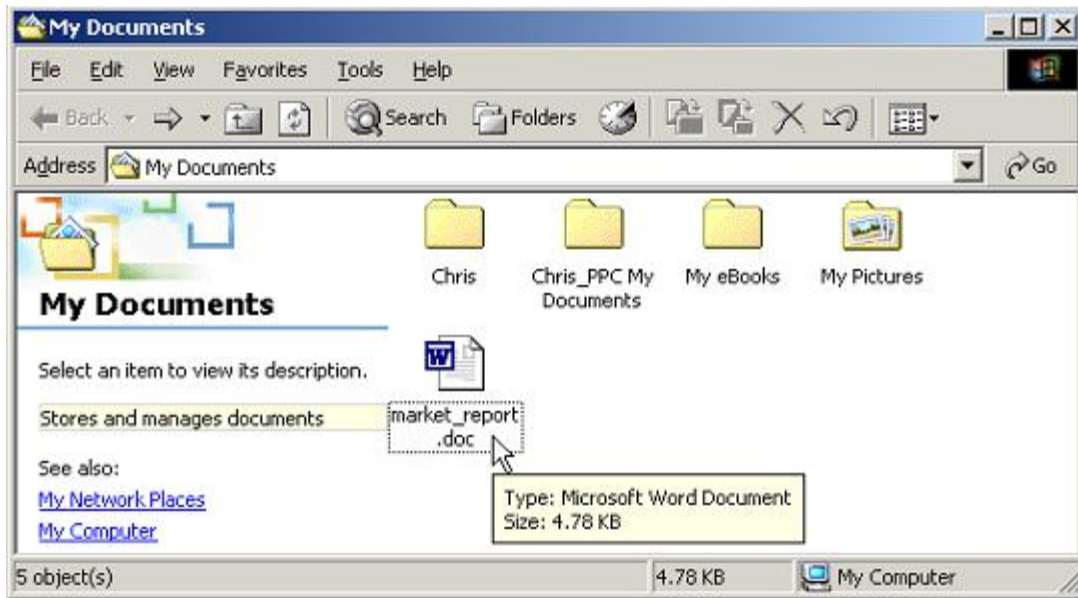 My Documents
File Edit View Favorites Tools Help
Back Search Folders
Address My Documents Go
My Documents
Select an item to view its description.
Stores and manages documents
See also:
My Network Places
My Computer
Chris
Chris_PPC My
Documents
My eBooks
My Pictures
W
market_report
.doc
Type: Microsoft Word Document
Size: 4.78 KB
5 object(s) 4.78 KB My Computer